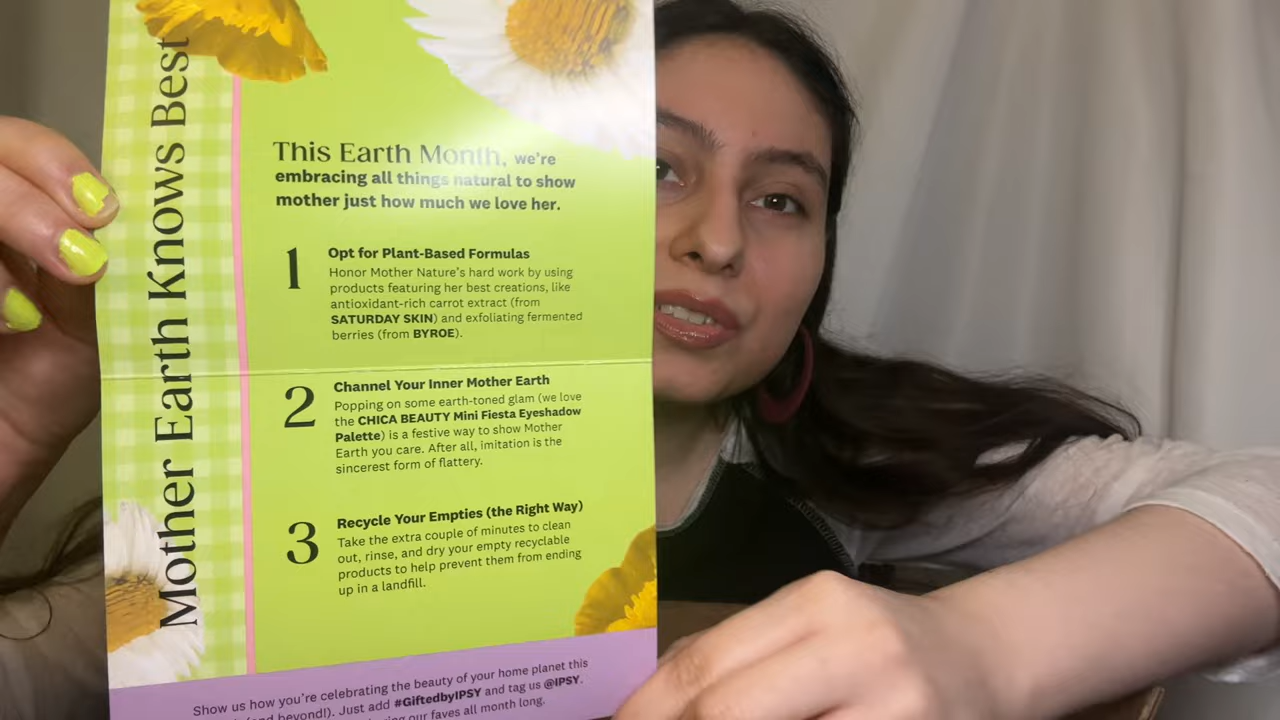 Mother Earth Knows Best
This Earth Month, we're
embracing all things natural to show
mother just how much we love her.
1
Opt for Plant-Based Formulas
Honor Mother Nature's hard work by using
products featuring her best creations, like
antioxidant-rich carrot extract (from
SATURDAY SKIN) and exfoliating fermented
berries (from BYROE).
2
Channel Your Inner Mother Earth
Popping on some earth-toned glam (we love
the CHICA BEAUTY Mini Fiesta Eyeshadow
Palette) is a festive way to show Mother
Earth you care. After all, imitation is the
sincerest form of flattery.
3
Recycle Your Empties (the Right Way)
Take the extra couple of minutes to clean
out, rinse, and dry your empty recyclable
products to help prevent them from ending
up in a landfill.
Show us how you're celebrating the beauty of your home planet this
(and beyond!). Just add #GiftedbyIPSY and tag us @IPSY.
our faves all month long.